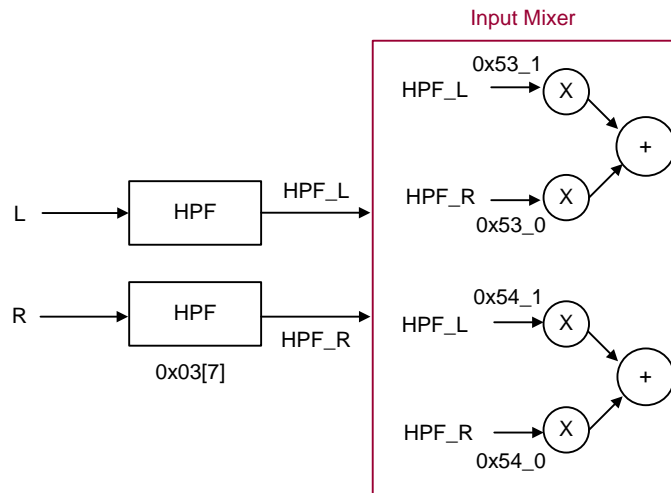 Input Mixer
0x53_1
HPF_L
X
+
HPF_L
HPF_R
X
L
HPF
0x53_0
0x54_1
R
HPF
HPF_L
X
HPF_R
0x03[7]
+
HPF_R
X
0x54_0